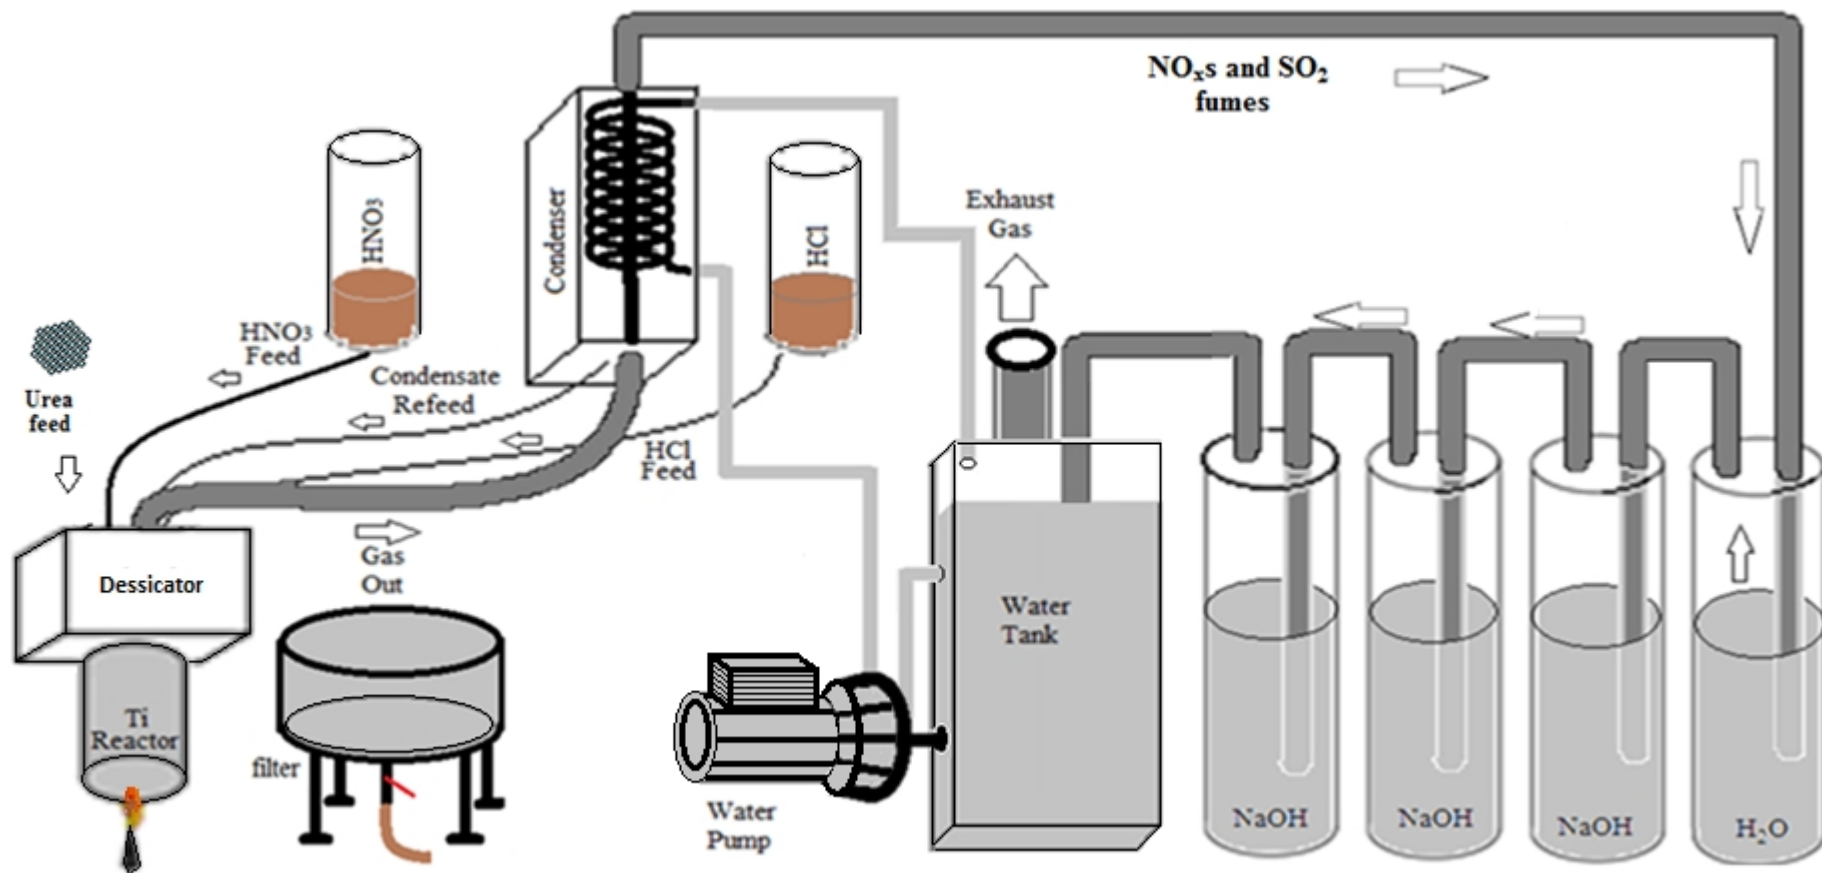 NOₓs and SO₂
fumes
HNO₃
Condenser
HCl
Exhaust
Gas
HNO₃
Feed
Condensate
Refeed
Urea
feed
HCl
Feed
Gas
Out
Dessicator
Water
Tank
Ti
Reactor
filter
Water
Pump
NaOH
NaOH
NaOH
H₂O